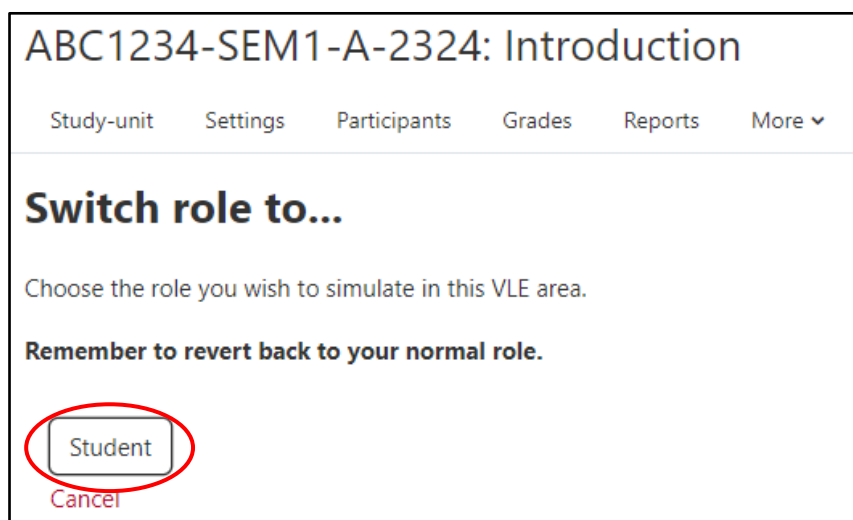 ABC1234-SEM1-A-2324: Introduction
Study-unit Settings Participants Grades Reports More
Switch role to...
Choose the role you wish to simulate in this VLE area.
Remember to revert back to your normal role.
Student
Cancel